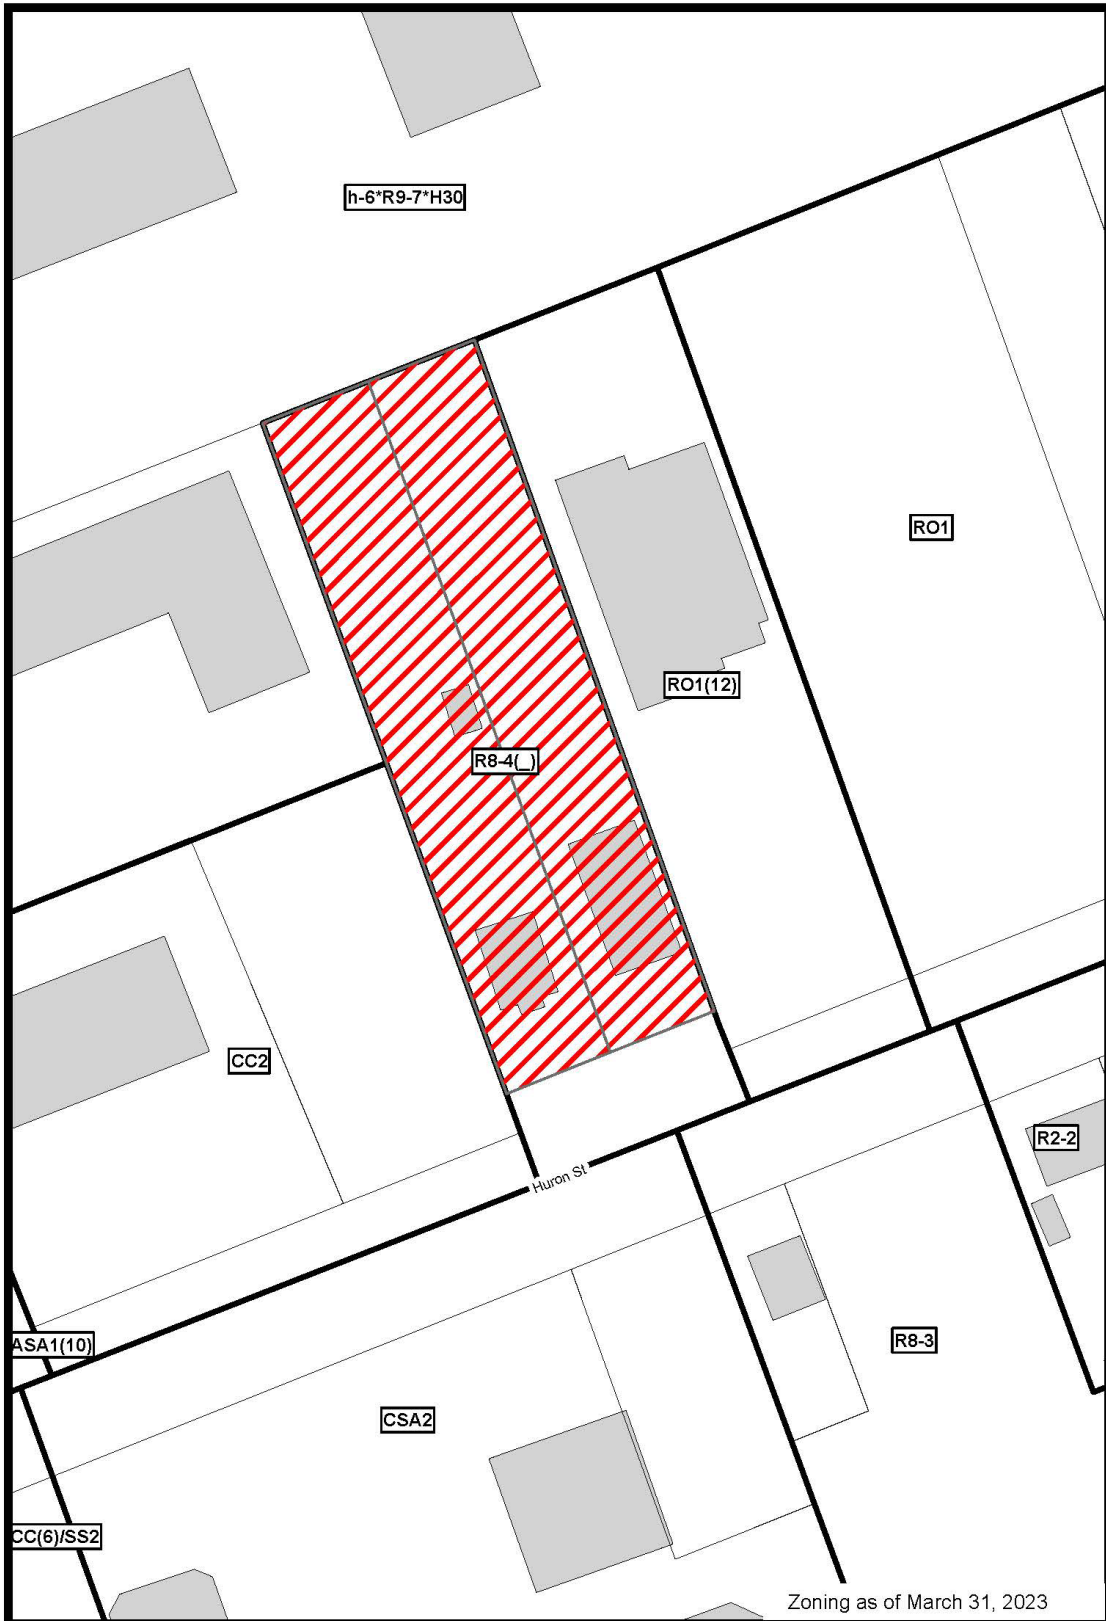 h-6*R9-7*H30
RO1
RO1(12)
R8-4(_)
CC2
R2-2
Huron St
ASA1(10)
R8-3
CSA2
CC(6)/SS2
Zoning as of March 31, 2023